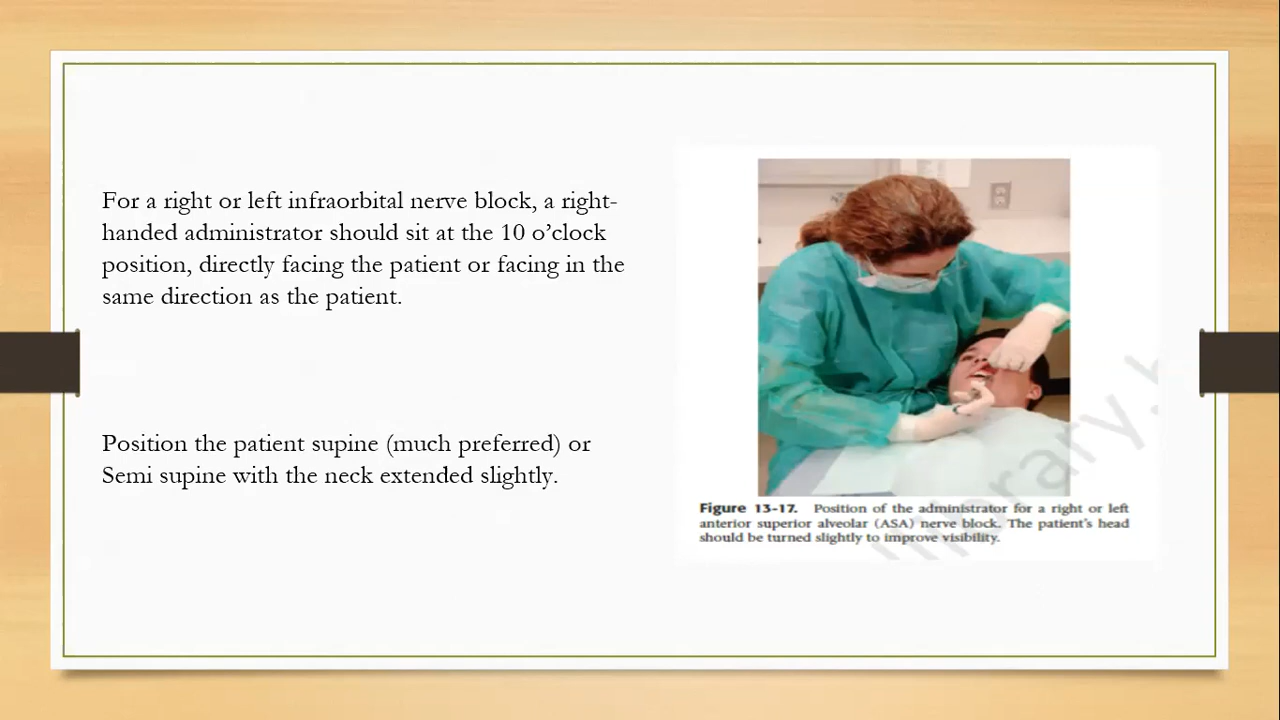 For a right or left infraorbital nerve block, a right-
handed administrator should sit at the 10 o’clock
position, directly facing the patient or facing in the
same direction as the patient.
Position the patient supine (much preferred) or
Semi supine with the neck extended slightly.
Figure 13-17. Position of the administrator for a right or left
anterior superior alveolar (ASA) nerve block. The patient's head
should be turned slightly to improve visibility.